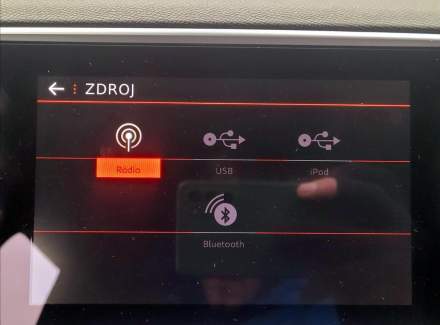 ZDROJ
Rádio
USB
iPod
Bluetooth